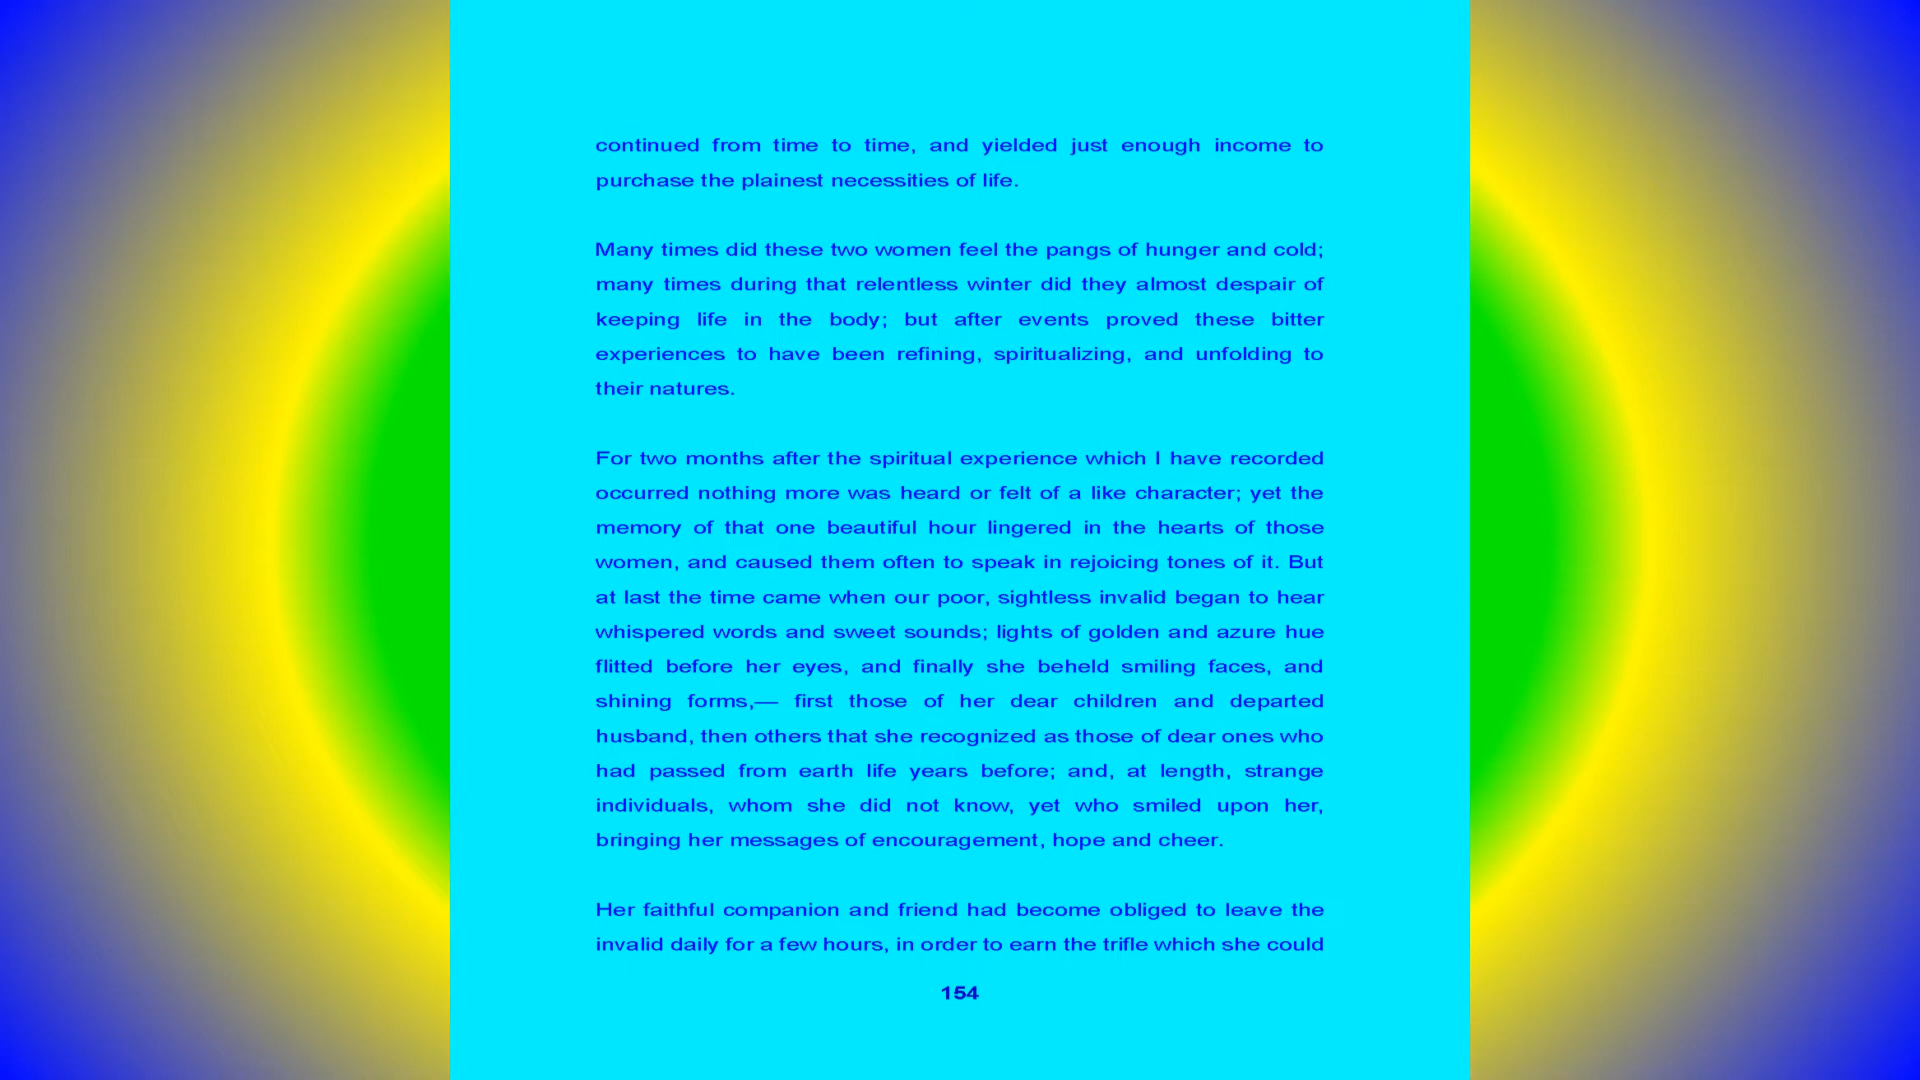 continued from time to time, and yielded just enough income to
purchase the plainest necessities of life.
Many times did these two women feel the pangs of hunger and cold;
many times during that relentless winter did they almost despair of
keeping life in the body; but after events proved these bitter
experiences to have been refining, spiritualizing, and unfolding to
their natures.
For two months after the spiritual experience which I have recorded
occurred nothing more was heard or felt of a like character; yet the
memory of that one beautiful hour lingered in the hearts of those
women, and caused them often to speak in rejoicing tones of it. But
at last the time came when our poor, sightless invalid began to hear
whispered words and sweet sounds; lights of golden and azure hue
flitted before her eyes, and finally she beheld smiling faces, and
shining forms,— first those of her dear children and departed
husband, then others that she recognized as those of dear ones who
had passed from earth life years before; and, at length, strange
individuals, whom she did not know, yet who smiled upon her,
bringing her messages of encouragement, hope and cheer.
Her faithful companion and friend had become obliged to leave the
invalid daily for a few hours, in order to earn the trifle which she could
154